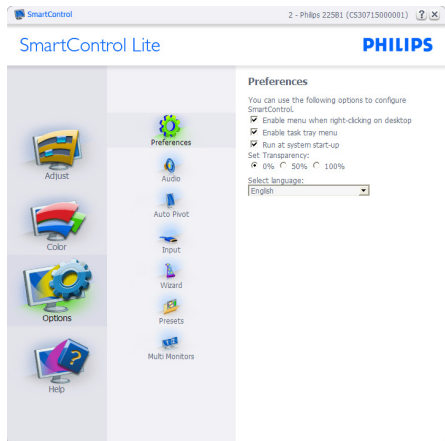 SmartControl
2 - Philips 225B1 (CS30715000001)
? X
SmartControl Lite
PHILIPS
Adjust
Color
Options
Help
Preferences
Audio
Auto Pivot
Input
Wizard
Presets
Multi Monitors
Preferences
You can use the following options to configure
SmartControl.
Enable menu when right-clicking on desktop
Enable task tray menu
Run at system start-up
Set Transparency:
0% 50% 100%
Select language:
English